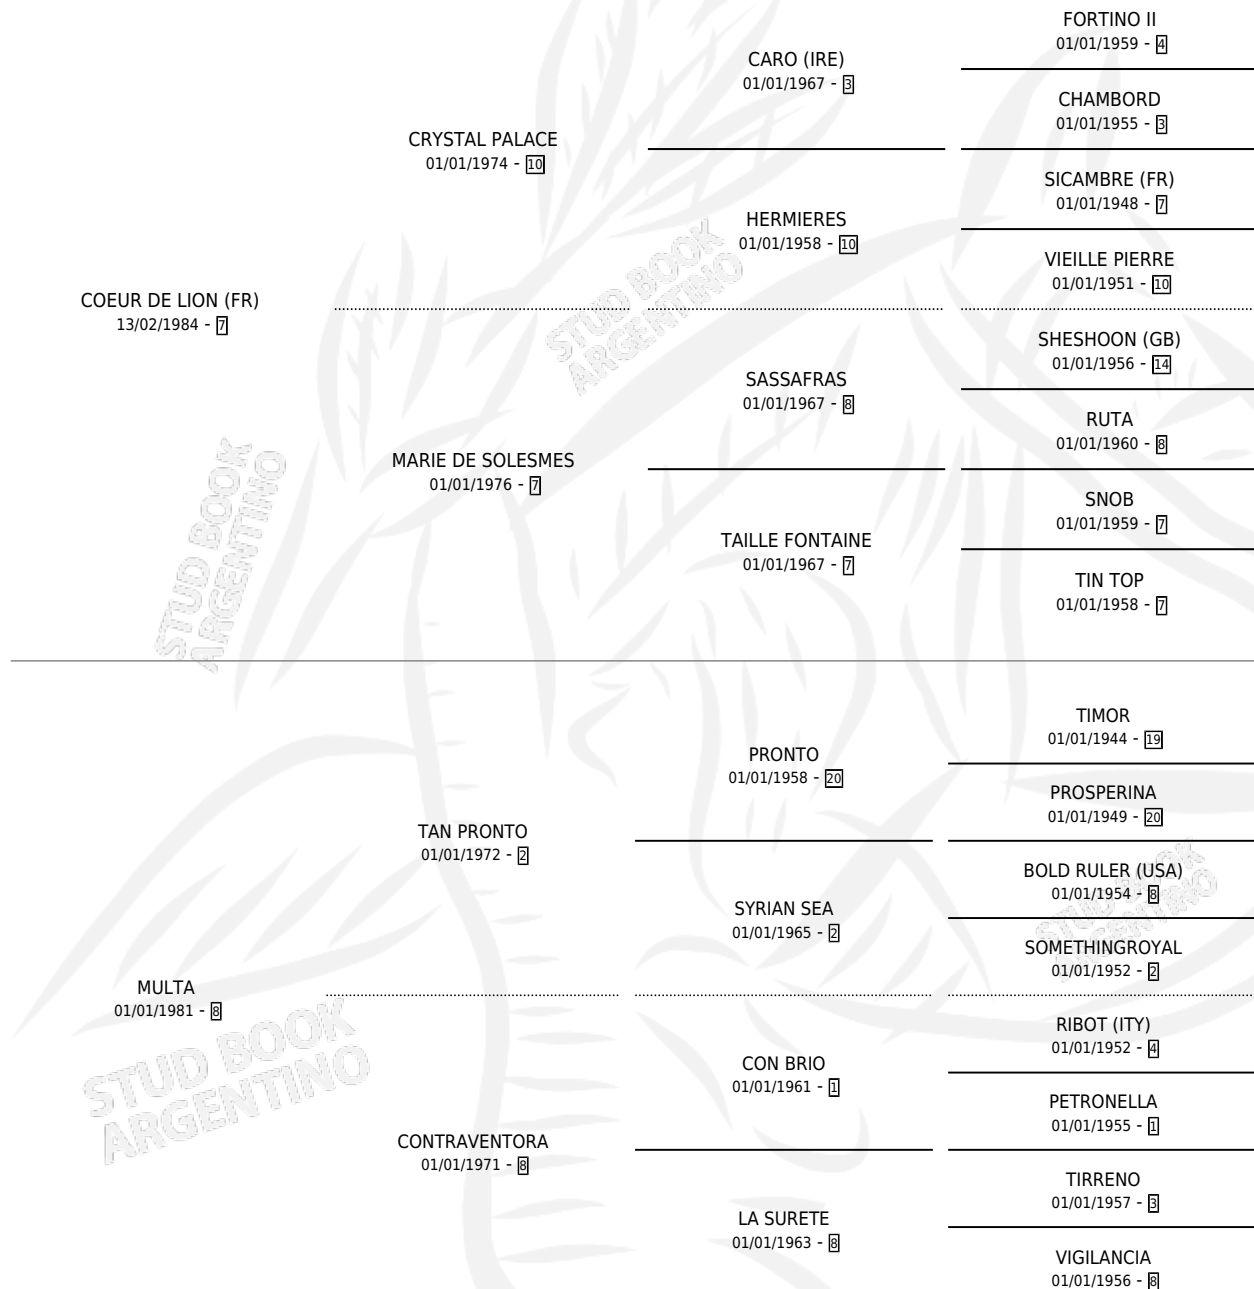 FORTINO II
01/01/1959 - 4
CARO (IRE)
01/01/1967 - 3
CHAMBORD
01/01/1955 - 3
CRYSTAL PALACE
01/01/1974 - 10
SICAMBRE (FR)
01/01/1948 - 7
HERMIERES
01/01/1958 - 10
VIEILLE PIERRE
01/01/1951 - 10
COEUR DE LION (FR)
13/02/1984 - 7
STUD BOOK
ARGENTINO
SHESHOON (GB)
01/01/1956 - 14
SASSAFRAS
01/01/1967 - 8
RUTA
01/01/1960 - 8
MARIE DE SOLESMES
01/01/1976 - 7
SNOB
01/01/1959 - 7
TAILLE FONTAINE
01/01/1967 - 7
TIN TOP
01/01/1958 - 7
STUD BOOK
ARGENTINO
TIMOR
01/01/1944 - 19
PRONTO
01/01/1958 - 20
PROSPERINA
01/01/1949 - 20
TAN PRONTO
01/01/1972 - 2
BOLD RULER (USA)
01/01/1954 - 8
SYRIAN SEA
01/01/1965 - 2
SOMETHINGROYAL
01/01/1952 - 2
STUD BOOK
ARGENTINO
MULTA
01/01/1981 - 8
RIBOT (ITY)
01/01/1952 - 4
CON BRIO
01/01/1961 - 1
PETRONELLA
01/01/1955 - 1
STUD BOOK
ARGENTINO
CONTRAVENTORA
01/01/1971 - 8
TIRRENO
01/01/1957 - 3
LA SURETE
01/01/1963 - 8
VIGILANCIA
01/01/1956 - 8